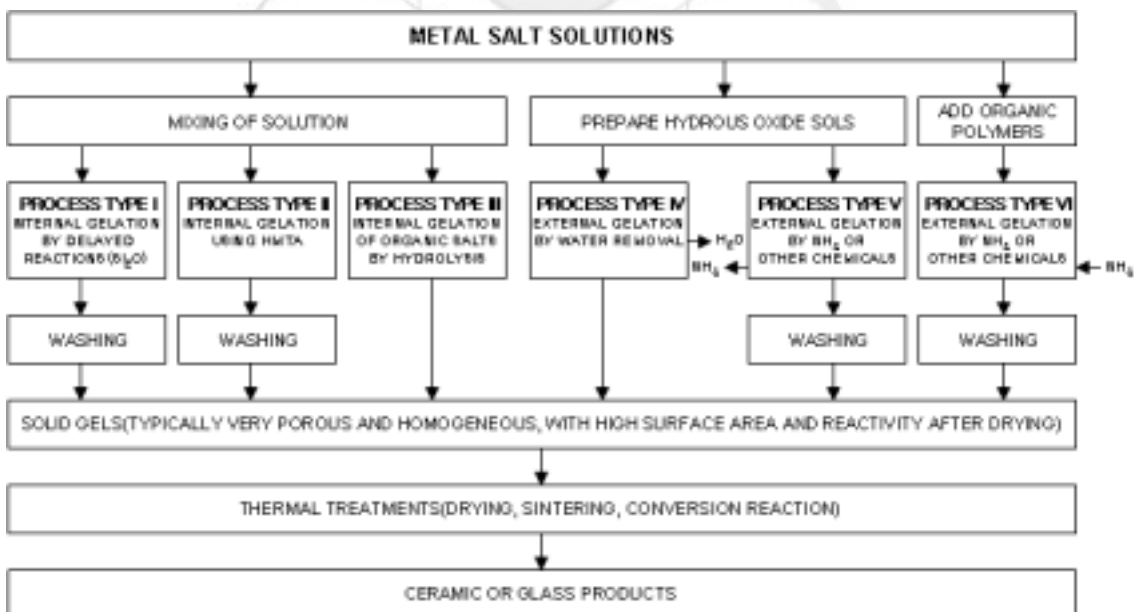 METAL SALT SOLUTIONS
MIXING OF SOLUTION
PREPARE HYDROUS OXIDE SOLS
ADD ORGANIC
POLYMERS
PROCESS TYPE I
INTERNAL GELATION
BY DELAYED
REACTIONS
PROCESS TYPE II
INTERNAL GELATION
USING HMTA
PROCESS TYPE III
INTERNAL GELATION
OF ORGANIC SALTS
BY HYDROLYSIS
PROCESS TYPE IV
EXTERNAL GELATION
BY WATER REMOVAL
H₂O
NH₃
PROCESS TYPE V
EXTERNAL GELATION
BY NH₃ OR
OTHER CHEMICALS
PROCESS TYPE VI
EXTERNAL GELATION
BY NH₃ OR
OTHER CHEMICALS
NH₃
WASHING
WASHING
WASHING
WASHING
SOLID GELS(TYPICALLY VERY POROUS AND HOMOGENEOUS, WITH HIGH SURFACE AREA AND REACTIVITY AFTER DRYING)
THERMAL TREATMENTS(DRYING, SINTERING, CONVERSION REACTION)
CERAMIC OR GLASS PRODUCTS